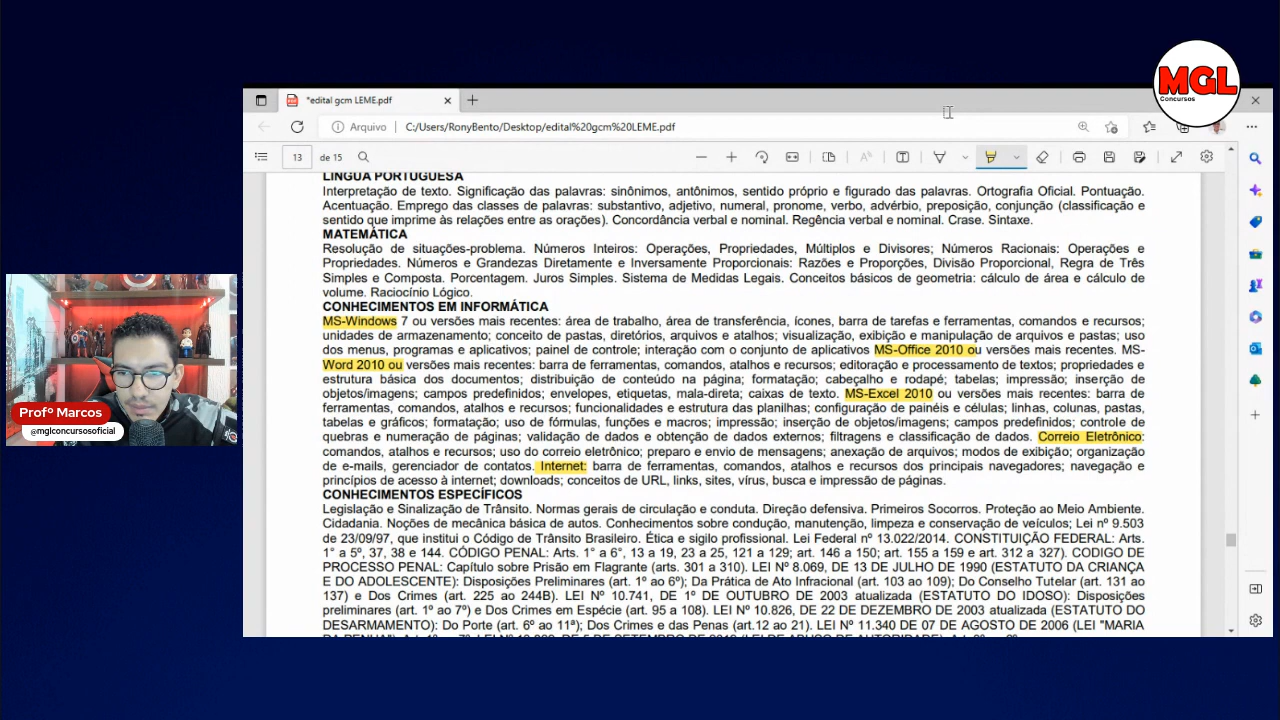 MGL
Concursos
*edital gcm LEME.pdf
Arquivo
C:/Users/RonyBento/Desktop/edital%20gcm%20LEME.pdf
13
de 15
LÍNGUA PORTUGUESA
Interpretação de texto. Significação das palavras: sinônimos, antônimos, sentido próprio e figurado das palavras. Ortografia Oficial. Pontuação.
Acentuação. Emprego das classes de palavras: substantivo, adjetivo, numeral, pronome, verbo, advérbio, preposição, conjunção (classificação e
sentido que imprime às relações entre as orações). Concordância verbal e nominal. Regência verbal e nominal. Crase. Sintaxe.
MATEMÁTICA
Resolução de situações-problema. Números Inteiros: Operações, Propriedades, Múltiplos e Divisores; Números Racionais: Operações e
Propriedades. Números e Grandezas Diretamente e Inversamente Proporcionais: Razões e Proporções, Divisão Proporcional, Regra de Três
Simples e Composta. Porcentagem. Juros Simples. Sistema de Medidas Legais. Conceitos básicos de geometria: cálculo de área e cálculo de
volume. Raciocínio Lógico.
CONHECIMENTOS EM INFORMÁTICA
MS-Windows 7 ou versões mais recentes: área de trabalho, área de transferência, ícones, barra de tarefas e ferramentas, comandos e recursos;
unidades de armazenamento; conceito de pastas, diretórios, arquivos e atalhos; visualização, exibição e manipulação de arquivos e pastas; uso
dos menus, programas e aplicativos; painel de controle; interação com o conjunto de aplicativos MS-Office 2010 ou versões mais recentes. MS-
Word 2010 ou versões mais recentes: barra de ferramentas, comandos, atalhos e recursos; editoração e processamento de textos; propriedades e
estrutura básica dos documentos; distribuição de conteúdo na página; formatação; cabeçalho e rodapé; tabelas; impressão; inserção de
objetos/imagens; campos predefinidos; envelopes, etiquetas, mala-direta; caixas de texto. MS-Excel 2010 ou versões mais recentes: barra de
ferramentas, comandos, atalhos e recursos; funcionalidades e estrutura das planilhas; configuração de painéis e células; linhas, colunas, pastas,
tabelas e gráficos; formatação; uso de fórmulas, funções e macros; impressão; inserção de objetos/imagens; campos predefinidos; controle de
quebras e numeração de páginas; validação de dados e obtenção de dados externos; filtragens e classificação de dados. Correio Eletrônico:
comandos, atalhos e recursos; uso do correio eletrônico; preparo e envio de mensagens; anexação de arquivos; modos de exibição; organização
de e-mails, gerenciador de contatos. Internet: barra de ferramentas, comandos, atalhos e recursos dos principais navegadores; navegação e
princípios de acesso à internet; downloads; conceitos de URL, links, sites, vírus, busca e impressão de páginas.
CONHECIMENTOS ESPECÍFICOS
Legislação e Sinalização de Trânsito. Normas gerais de circulação e conduta. Direção defensiva. Primeiros Socorros. Proteção ao Meio Ambiente.
Cidadania. Noções de mecânica básica de autos. Conhecimentos sobre condução, manutenção, limpeza e conservação de veículos; Lei nº 9.503
de 23/09/97, que institui o Código de Trânsito Brasileiro. Ética e sigilo profissional. Lei Federal nº 13.022/2014. CONSTITUIÇÃO FEDERAL: Arts.
1° a 5º, 37, 38 e 144. CÓDIGO PENAL: Arts. 1° a 6°, 13 a 19, 23 a 25, 121 a 129; art. 146 a 150; art. 155 a 159 e art. 312 a 327). CODIGO DE
PROCESSO PENAL: Capítulo sobre Prisão em Flagrante (arts. 301 a 310). LEI Nº 8.069, DE 13 DE JULHO DE 1990 (ESTATUTO DA CRIANÇA
E DO ADOLESCENTE): Disposições Preliminares (art. 1º ao 6º); Da Prática de Ato Infracional (art. 103 ao 109); Do Conselho Tutelar (art. 131 ao
137) e Dos Crimes (art. 225 ao 244B). LEI Nº 10.741, DE 1º DE OUTUBRO DE 2003 atualizada (ESTATUTO DO IDOSO): Disposições
preliminares (art. 1º ao 7º) e Dos Crimes em Espécie (art. 95 a 108). LEI Nº 10.826, DE 22 DE DEZEMBRO DE 2003 atualizada (ESTATUTO DO
DESARMAMENTO): Do Porte (art. 6º ao 11ª); Dos Crimes e das Penas (art.12 ao 21). LEI Nº 11.340 DE 07 DE AGOSTO DE 2006 (LEI "MARIA
Profº Marcos
@mglconcursosoficial